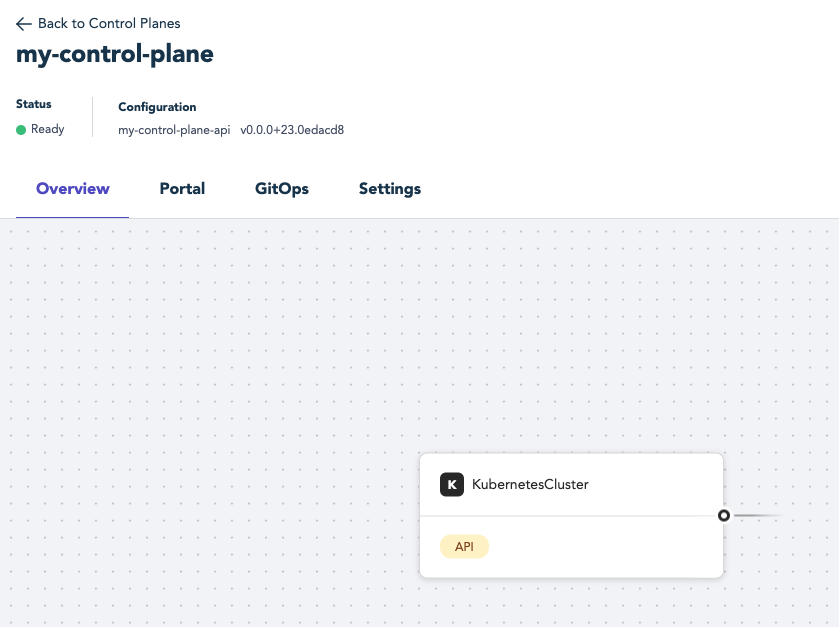 Back to Control Planes
my-control-plane
Status
Configuration
Ready
my-control-plane-api v0.0.0+23.0edacd8
Overview Portal GitOps Settings
K KubernetesCluster
API